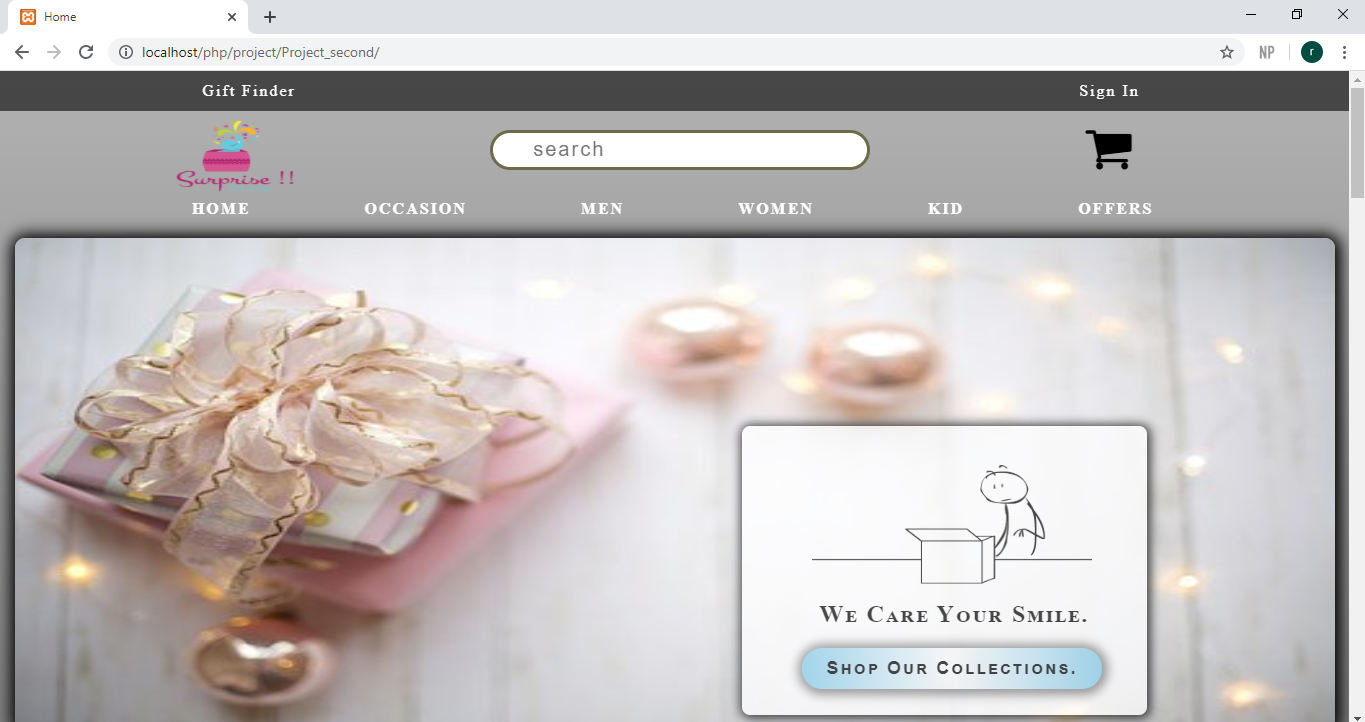 Home
localhost/php/project/Project_second/
NP
r
Gift Finder
Sign In
search
Surprise !!
HOME OCCASION MEN WOMEN KID OFFERS
We Care Your Smile.
Shop Our Collections.